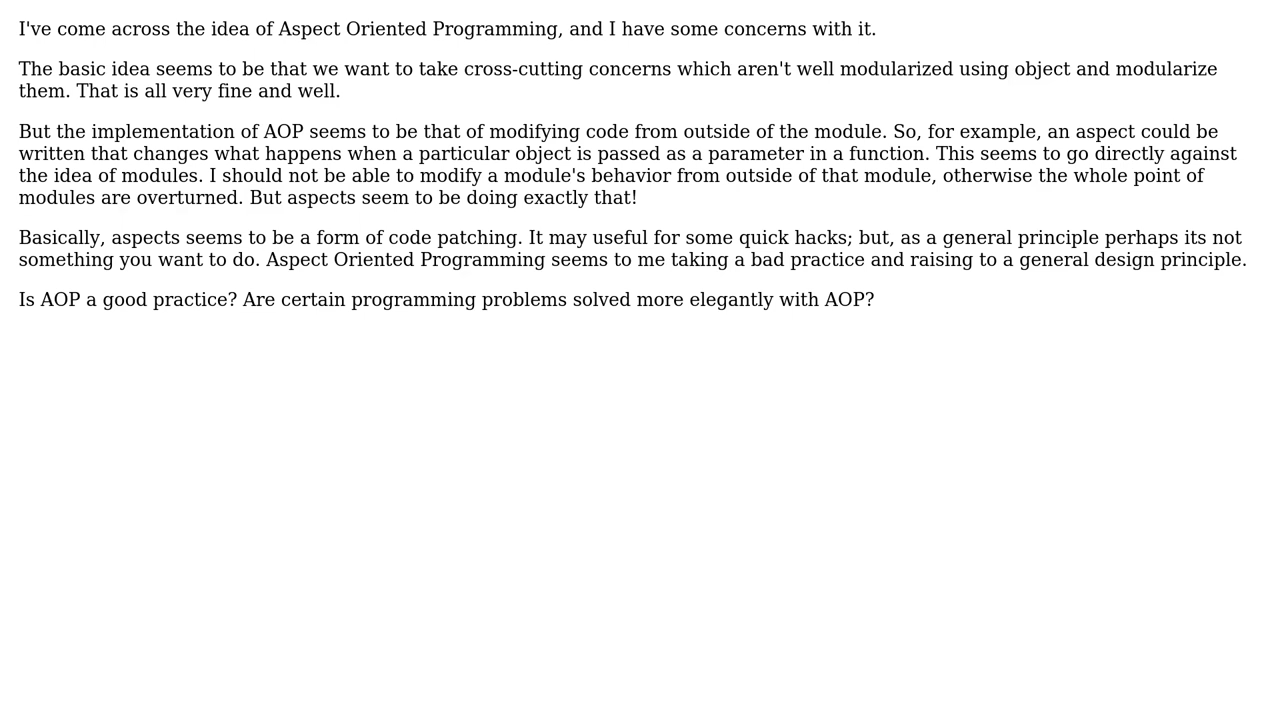 I've come across the idea of Aspect Oriented Programming, and I have some concerns with it.
The basic idea seems to be that we want to take cross-cutting concerns which aren't well modularized using object and modularize
them. That is all very fine and well.
But the implementation of AOP seems to be that of modifying code from outside of the module. So, for example, an aspect could be
written that changes what happens when a particular object is passed as a parameter in a function. This seems to go directly against
the idea of modules. I should not be able to modify a module's behavior from outside of that module, otherwise the whole point of
modules are overturned. But aspects seem to be doing exactly that!
Basically, aspects seems to be a form of code patching. It may useful for some quick hacks; but, as a general principle perhaps its not
something you want to do. Aspect Oriented Programming seems to me taking a bad practice and raising to a general design principle.
Is AOP a good practice? Are certain programming problems solved more elegantly with AOP?